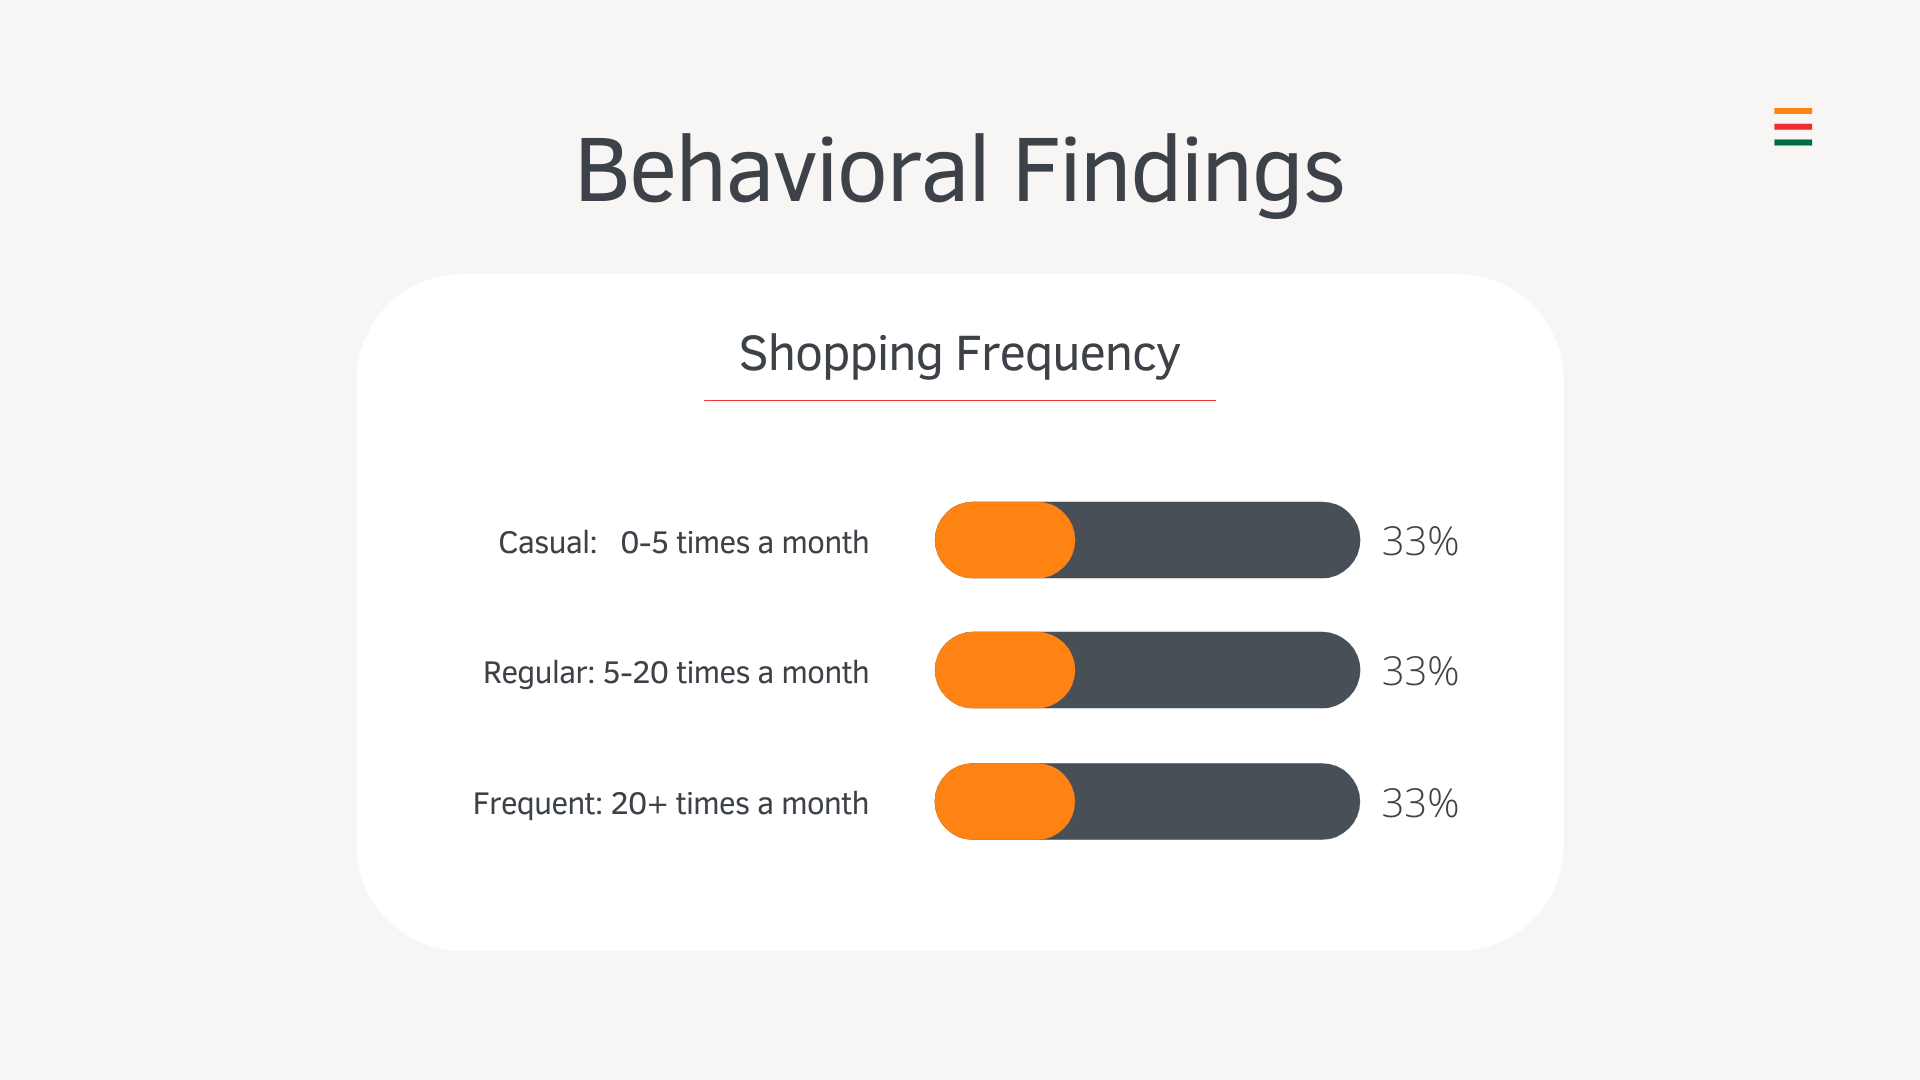 Behavioral Findings
Shopping Frequency
Casual: 0-5 times a month 33%
Regular: 5-20 times a month 33%
Frequent: 20+ times a month 33%